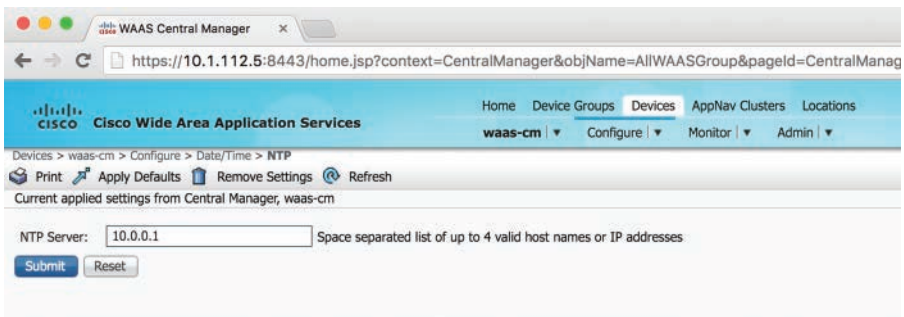 WAAS Central Manager
https://10.1.112.5:8443/home.jsp?context=CentralManager&objName=AllWAASGroup&pageId=CentralManag
CISCO Cisco Wide Area Application Services
Home Device Groups Devices AppNav Clusters Locations
waas-cm Configure Monitor Admin
Devices > waas-cm > Configure > Date/Time > NTP
Print Apply Defaults Remove Settings Refresh
Current applied settings from Central Manager, waas-cm
NTP Server: 10.0.0.1 Space separated list of up to 4 valid host names or IP addresses
Submit Reset